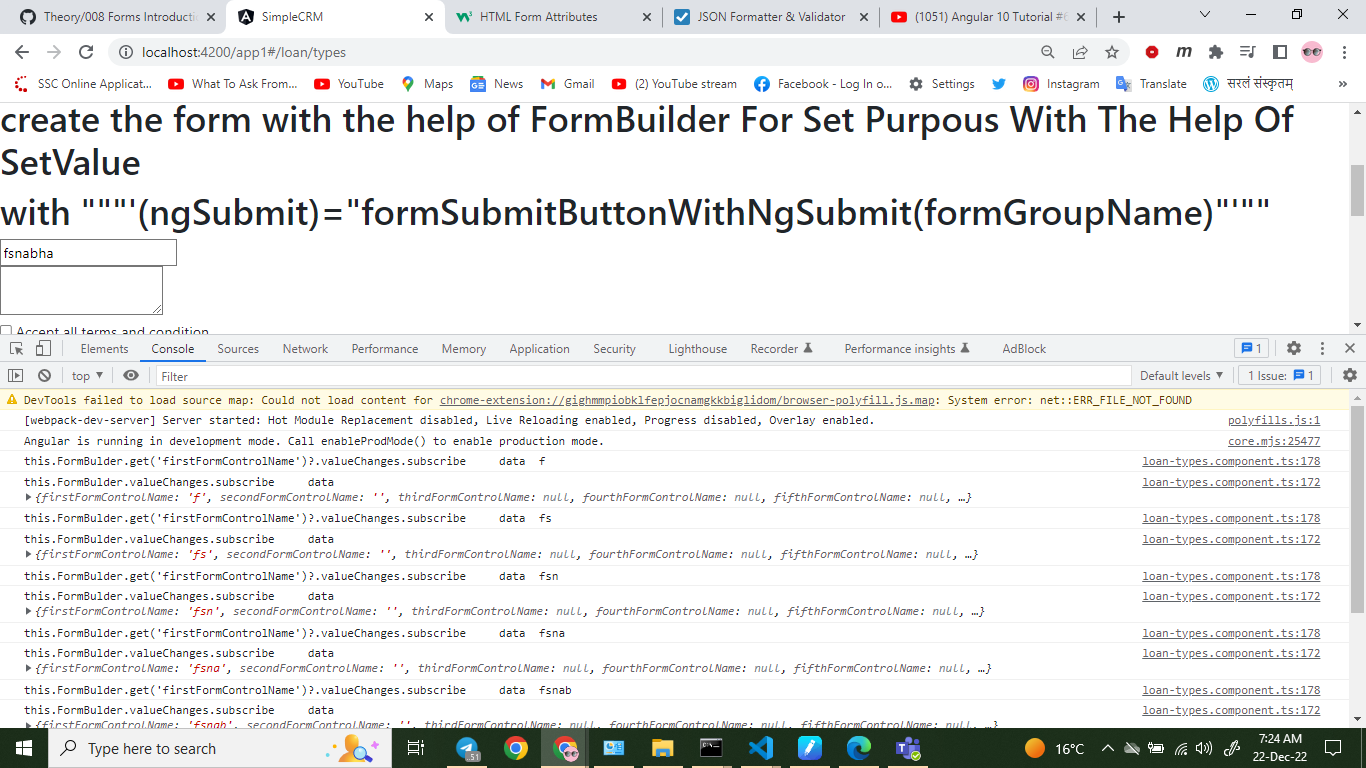 Theory/008 Forms Introducti
SimpleCRM
HTML Form Attributes
JSON Formatter & Validator
(1051) Angular 10 Tutorial #6
localhost:4200/app1#/loan/types
SSC Online Applicat...
What To Ask From...
YouTube
Maps
News
Gmail
(2) YouTube stream
Facebook - Log In o...
Settings
Instagram
Translate
सरलं संस्कृतम्
create the form with the help of FormBuilder For Set Purpous With The Help Of
SetValue
with """'(ngSubmit)="formSubmitButtonWithNgSubmit(formGroupName)"'""
fsnabha
Accept all terms and condition
Elements Console Sources Network Performance Memory Application Security Lighthouse Recorder Performance insights AdBlock 1
top Filter Default levels 1 Issue: 1
DevTools failed to load source map: Could not load content for chrome-extension://gighmmpiobklfepjocnamgkkbiglidom/browser-polyfill.js.map: System error: net::ERR_FILE_NOT_FOUND
[webpack-dev-server] Server started: Hot Module Replacement disabled, Live Reloading enabled, Progress disabled, Overlay enabled. polyfills.js:1
Angular is running in development mode. Call enableProdMode() to enable production mode. core.mjs:25477
this.FormBulder.get('firstFormControlName')?.valueChanges.subscribe data f loan-types.component.ts:178
this.FormBulder.valueChanges.subscribe data loan-types.component.ts:172
{firstFormControlName: 'f', secondFormControlName: '', thirdFormControlName: null, fourthFormControlName: null, fifthFormControlName: null, …}
this.FormBulder.get('firstFormControlName')?.valueChanges.subscribe data fs loan-types.component.ts:178
this.FormBulder.valueChanges.subscribe data loan-types.component.ts:172
{firstFormControlName: 'fs', secondFormControlName: '', thirdFormControlName: null, fourthFormControlName: null, fifthFormControlName: null, …}
this.FormBulder.get('firstFormControlName')?.valueChanges.subscribe data fsn loan-types.component.ts:178
this.FormBulder.valueChanges.subscribe data loan-types.component.ts:172
{firstFormControlName: 'fsn', secondFormControlName: '', thirdFormControlName: null, fourthFormControlName: null, fifthFormControlName: null, …}
this.FormBulder.get('firstFormControlName')?.valueChanges.subscribe data fsna loan-types.component.ts:178
this.FormBulder.valueChanges.subscribe data loan-types.component.ts:172
{firstFormControlName: 'fsna', secondFormControlName: '', thirdFormControlName: null, fourthFormControlName: null, fifthFormControlName: null, …}
this.FormBulder.get('firstFormControlName')?.valueChanges.subscribe data fsnab loan-types.component.ts:178
this.FormBulder.valueChanges.subscribe data loan-types.component.ts:172
{firstFormControlName: 'fsnab', secondFormControlName: '', thirdFormControlName: null, fourthFormControlName: null, fifthFormControlName: null, …}
Type here to search
51
16°C
7:24 AM
22-Dec-22